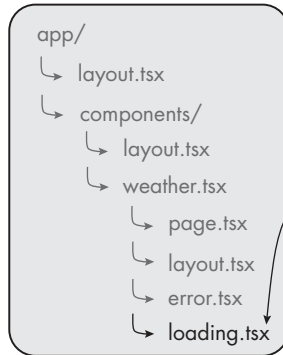 app/
layout.tsx
components/
layout.tsx
weather.tsx
page.tsx
layout.tsx
error.tsx
loading.tsx